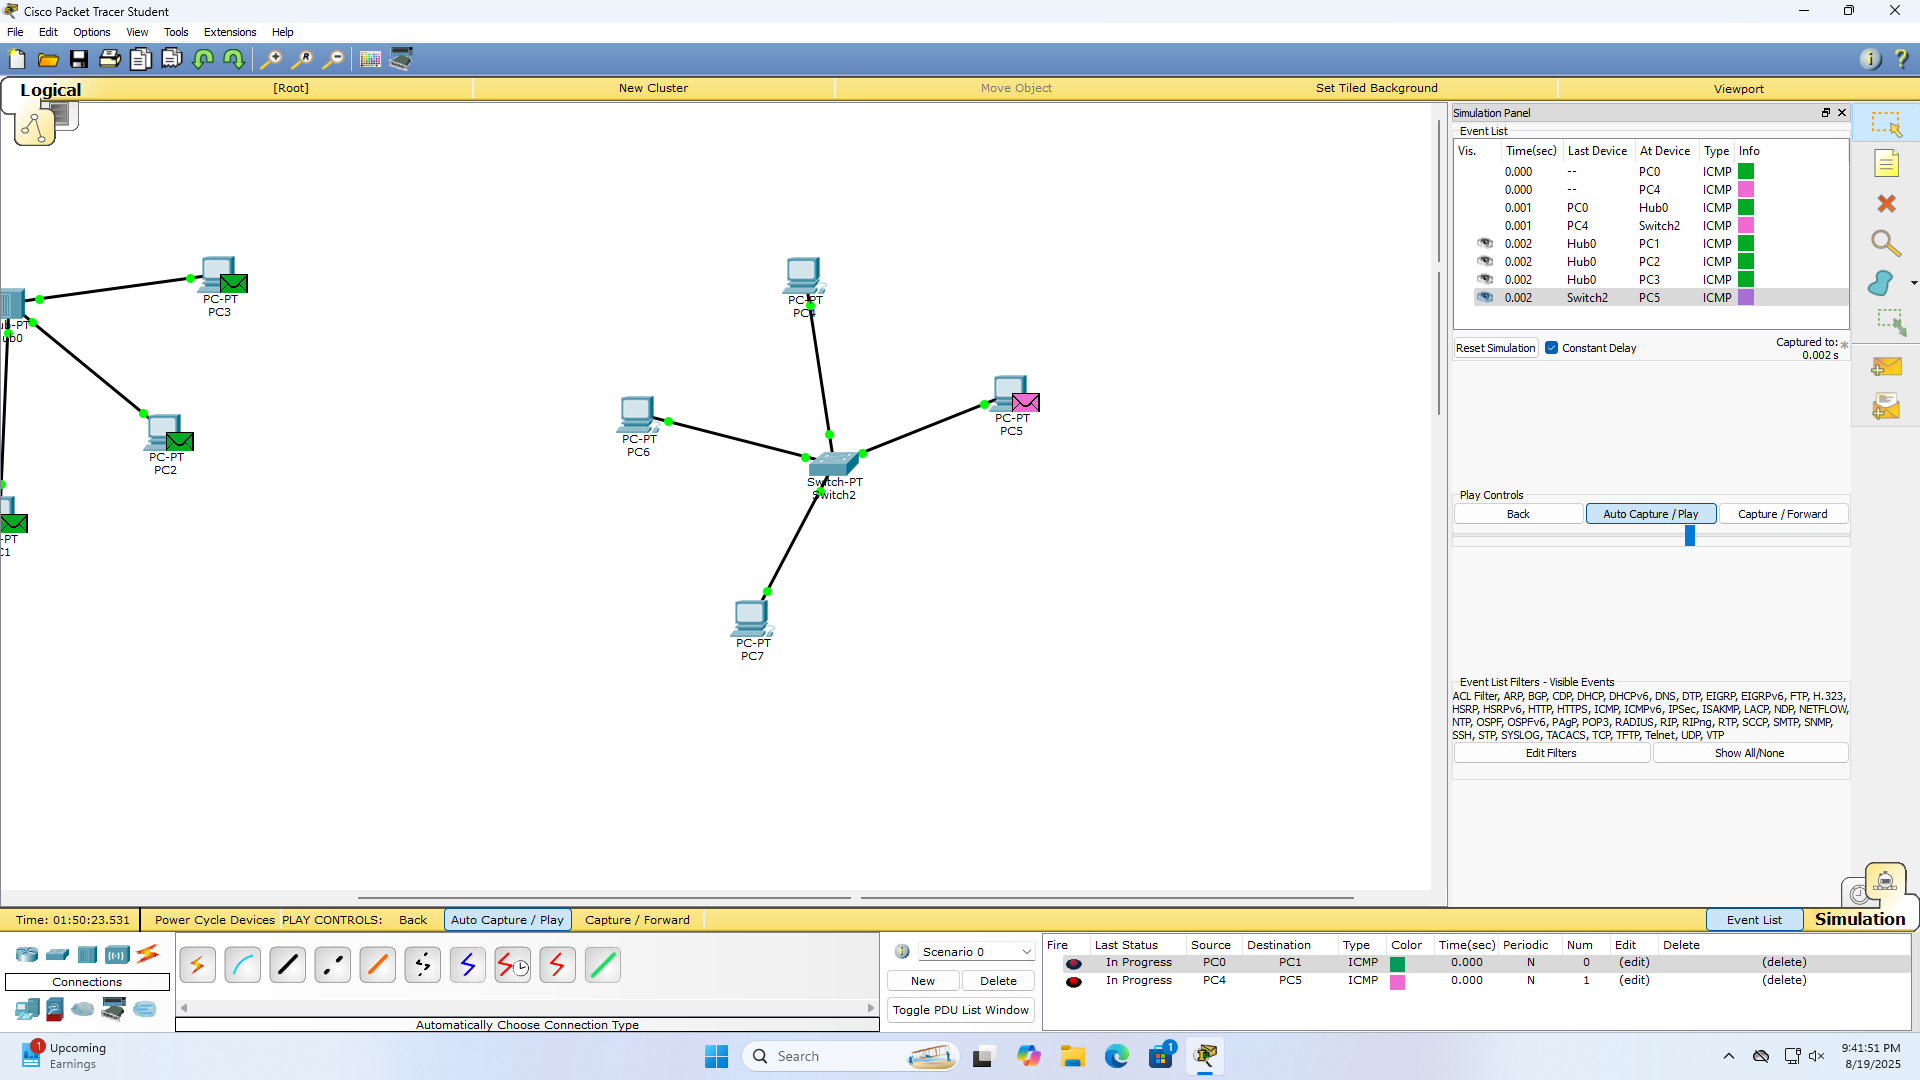 Cisco Packet Tracer Student
File Edit Options View Tools Extensions Help
Logical [Root] New Cluster Move Object Set Tiled Background Viewport
Simulation Panel
Event List
Vis. Time(sec) Last Device At Device Type Info
0.000 -- PC0 ICMP
0.000 -- PC4 ICMP
0.001 PC0 Hub0 ICMP
0.001 PC4 Switch2 ICMP
0.002 Hub0 PC1 ICMP
0.002 Hub0 PC2 ICMP
0.002 Hub0 PC3 ICMP
0.002 Switch2 PC5 ICMP
Reset Simulation Constant Delay Captured to: *
0.002 s
Play Controls
Back Auto Capture / Play Capture / Forward
Event List Filters - Visible Events
ACL Filter, ARP, BGP, CDP, DHCP, DHCPv6, DNS, DTP, EIGRP, EIGRPv6, FTP, H.323,
HSRP, HSRPv6, HTTP, HTTPS, ICMP, ICMPv6, IPSec, ISAKMP, LACP, NDP, NETFLOW,
NTP, OSPF, OSPFv6, PAgP, POP3, RADIUS, RIP, RIPng, RTP, SCCP, SMTP, SNMP,
SSH, STP, SYSLOG, TACACS, TCP, TFTP, Telnet, UDP, VTP
Edit Filters Show All/None
PC-PT
PC3
ub-PT
ub0
PC-PT
PC2
-PT
C1
PC-PT
PC4
PC-PT
PC5
PC-PT
PC6
Switch-PT
Switch2
PC-PT
PC7
Time: 01:50:23.531 Power Cycle Devices PLAY CONTROLS: Back Auto Capture / Play Capture / Forward Event List Simulation
Connections
Automatically Choose Connection Type
Scenario 0
New Delete
Toggle PDU List Window
Fire Last Status Source Destination Type Color Time(sec) Periodic Num Edit Delete
In Progress PC0 PC1 ICMP 0.000 N 0 (edit) (delete)
In Progress PC4 PC5 ICMP 0.000 N 1 (edit) (delete)
1
Upcoming
Earnings
Search
1
9:41:51 PM
8/19/2025